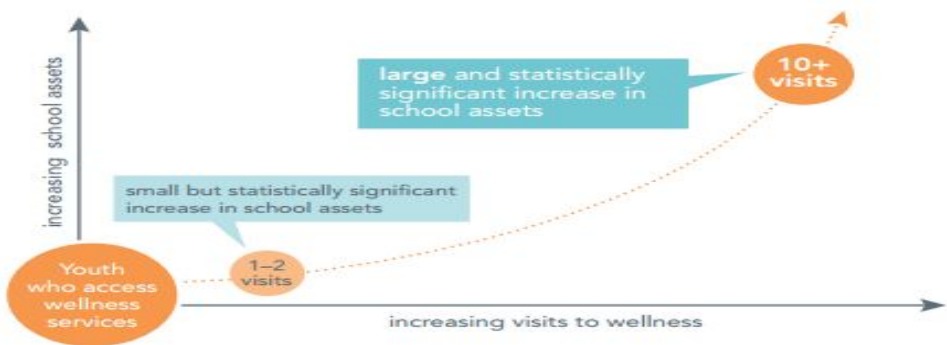 increasing school assets
large and statistically
significant increase in
school assets
10+
visits
small but statistically significant
increase in school assets
1–2
visits
Youth
who access
wellness
services
increasing visits to wellness